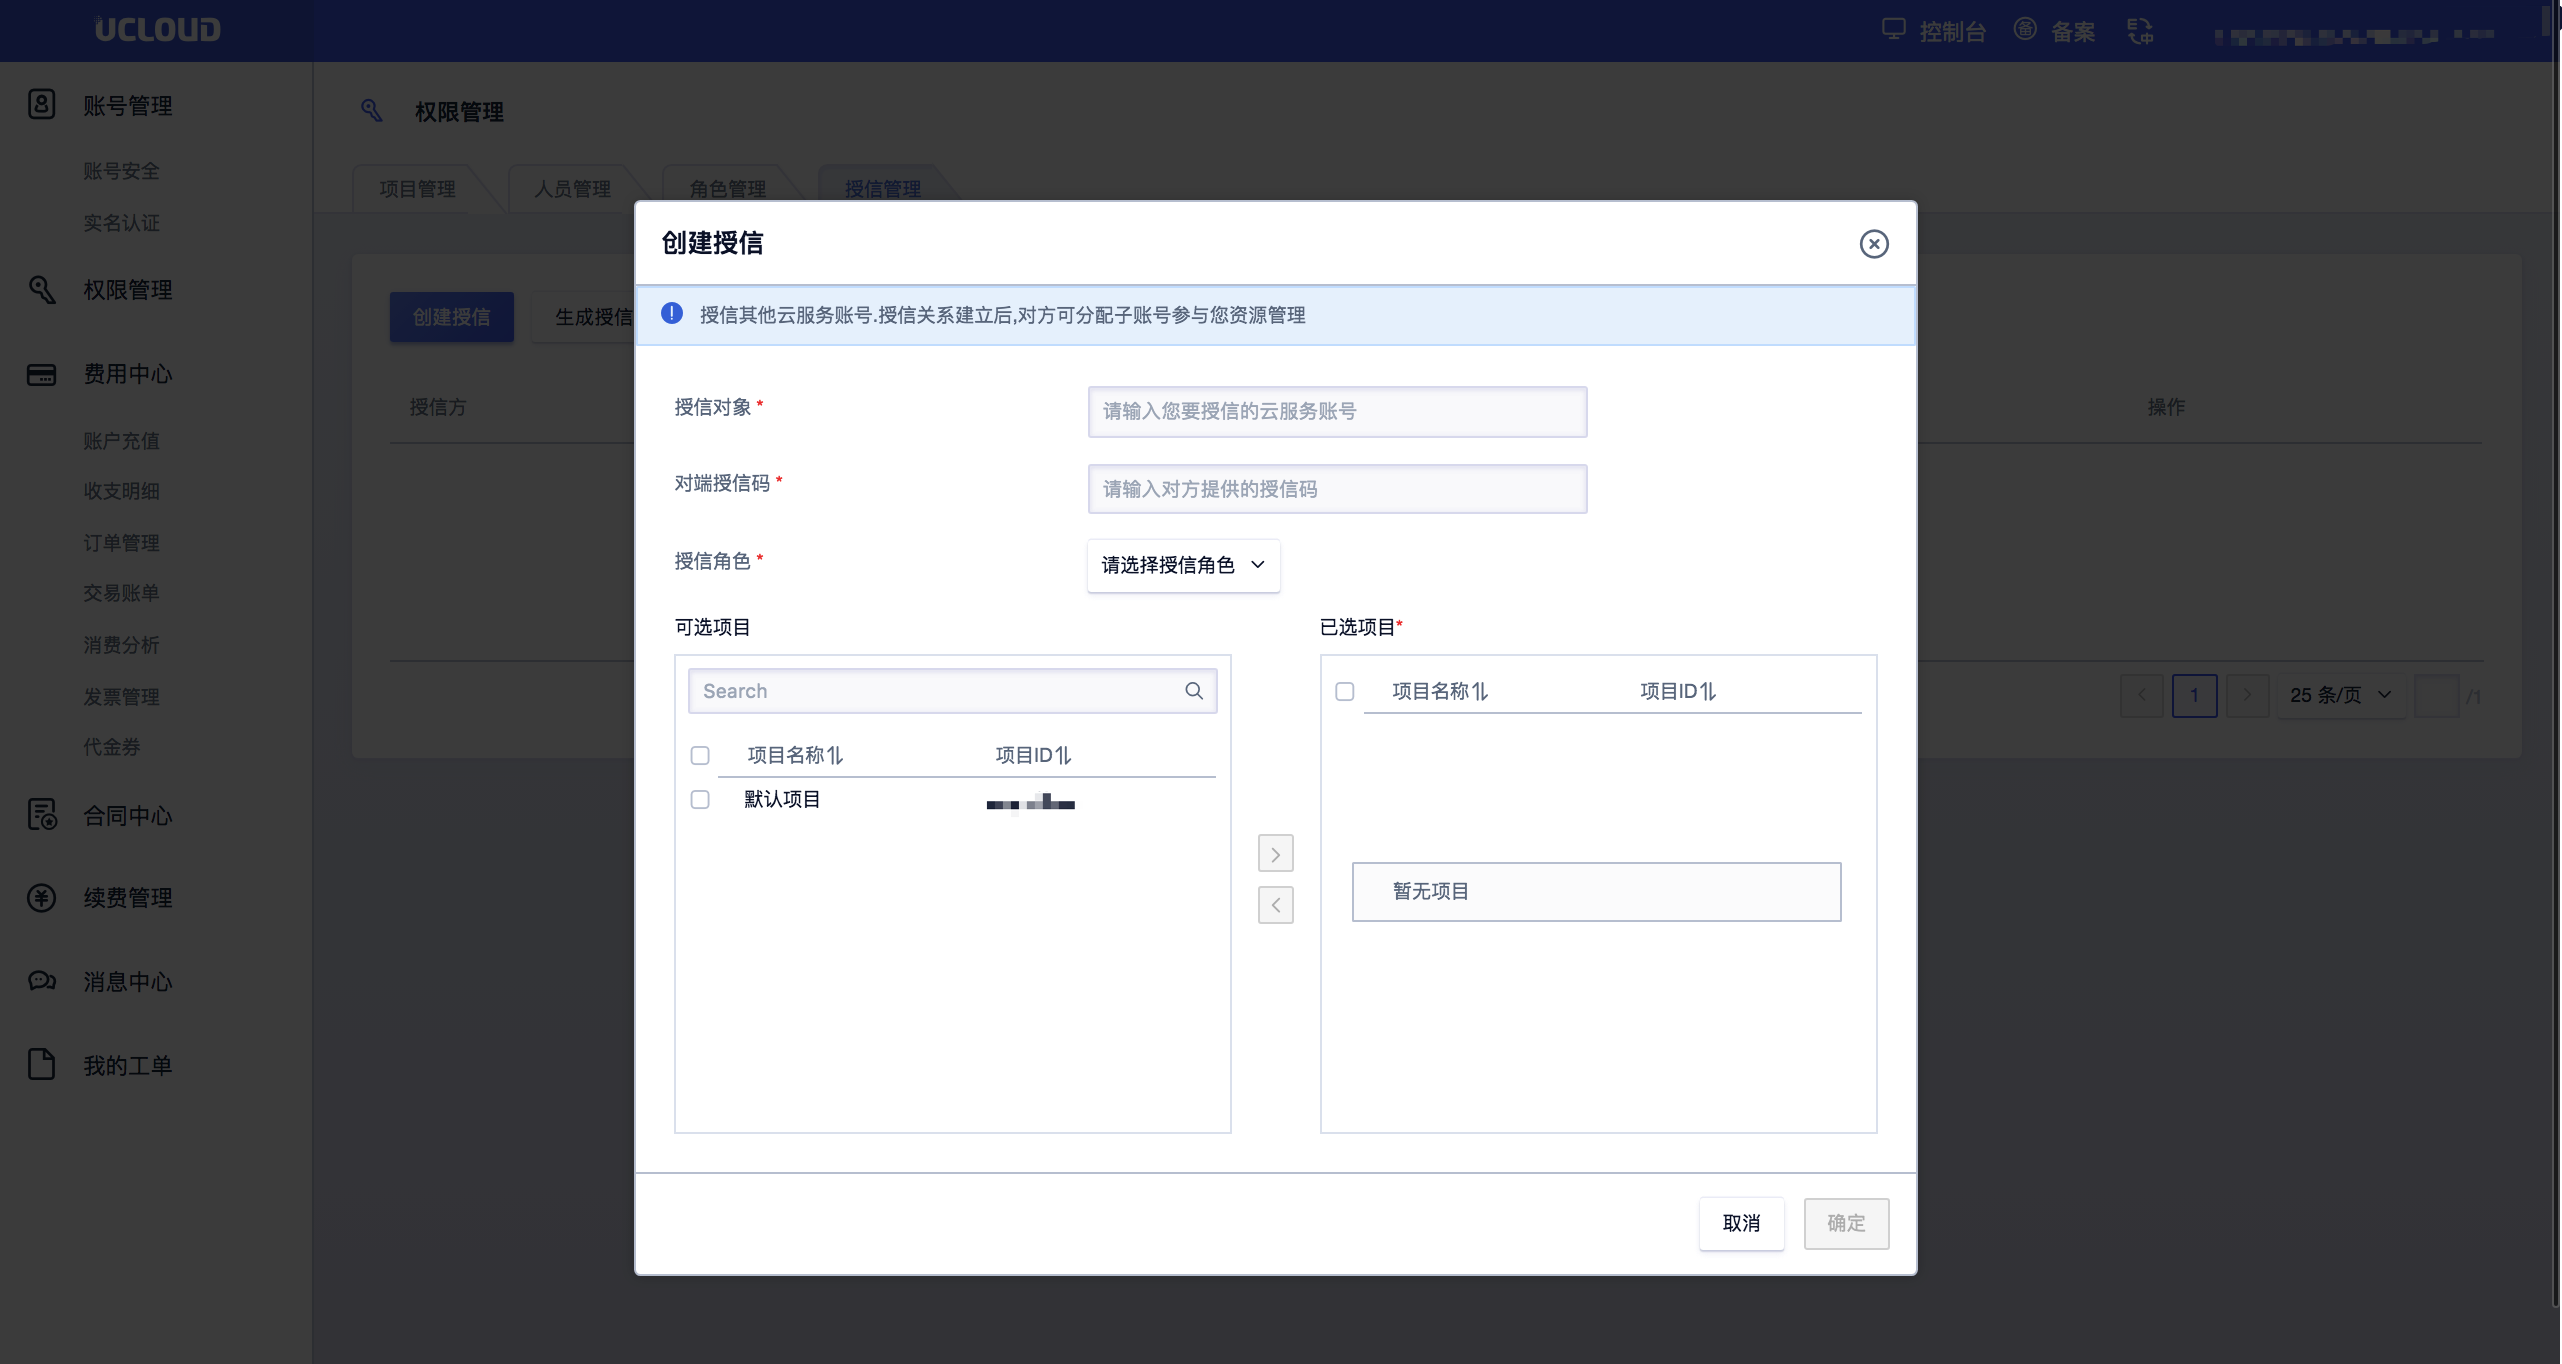 UCLOUD
控制台
备案
账号管理
账号安全
实名认证
权限管理
费用中心
账户充值
收支明细
订单管理
交易账单
消费分析
发票管理
代金券
合同中心
续费管理
消息中心
我的工单
权限管理
项目管理
人员管理
角色管理
授信管理
创建授信
生成授信
授信方
操作
1
25 条/页
/1
创建授信
授信其他云服务账号.授信关系建立后,对方可分配子账号参与您资源管理
授信对象 *
请输入您要授信的云服务账号
对端授信码 *
请输入对方提供的授信码
授信角色 *
请选择授信角色
可选项目
Search
项目名称 项目ID
默认项目
已选项目*
项目名称 项目ID
暂无项目
取消
确定